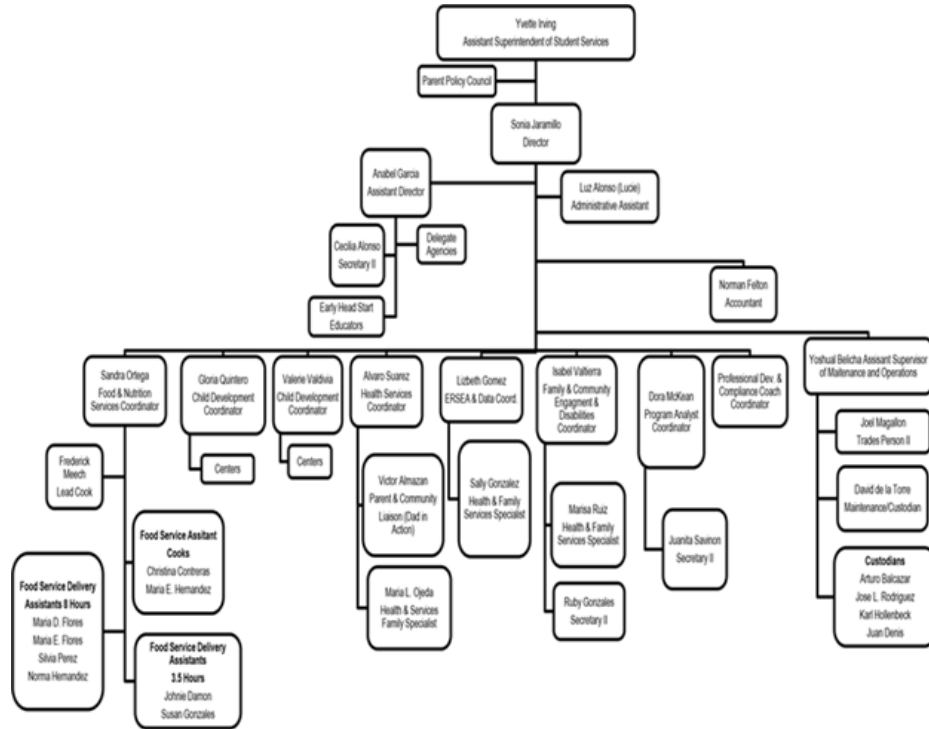 Yvette Irving
Assistant Superintendent of Student Services
Parent Policy Council
Sonia Jaramillo
Director
Anabel Garcia
Assistant Director
Luz Alonso (Lucie)
Administrative Assistant
Cecilia Alonso
Secretary II
Delegate
Agencies
Early Head Start
Educators
Norman Felton
Accountant
Sandra Ortega
Food & Nutrition
Services Coordinator
Gloria Quintero
Child Development
Coordinator
Valerie Valdivia
Child Development
Coordinator
Alvaro Suarez
Health Services
Coordinator
Lizbeth Gomez
ERSEA & Data Coord.
Isabel Valtierra
Family & Community
Engagment &
Disabilities
Coordinator
Dora McKean
Program Analyst
Coordinator
Professional Dev. &
Compliance Coach
Coordinator
Yoshual Belicha Assisant Supervisor
of Maitenance and Operations
Frederick
Meech
Lead Cook
Centers
Centers
Victor Almazan
Parent & Community
Liaison (Dad in
Action)
Sally Gonzalez
Health & Family
Services Specialist
Marisa Ruiz
Health & Family
Services Specialist
Juanita Savinon
Secretary II
Joel Magallon
Trades Person II
David de la Torre
Maintenance/Custodian
Food Service Assitant
Cooks
Christina Contreras
Maria E. Hernandez
Food Service Delivery
Assistants 8 Hours
Maria D. Flores
Maria E. Flores
Silvia Perez
Norma Hernandez
Food Service Delivery
Assistants
3.5 Hours
Johnie Damon
Susan Gonzales
Maria L. Ojeda
Health & Services
Family Specialist
Ruby Gonzales
Secretary II
Custodians
Arturo Balcazar
Jose L. Rodriguez
Karl Hollenbeck
Juan Denis